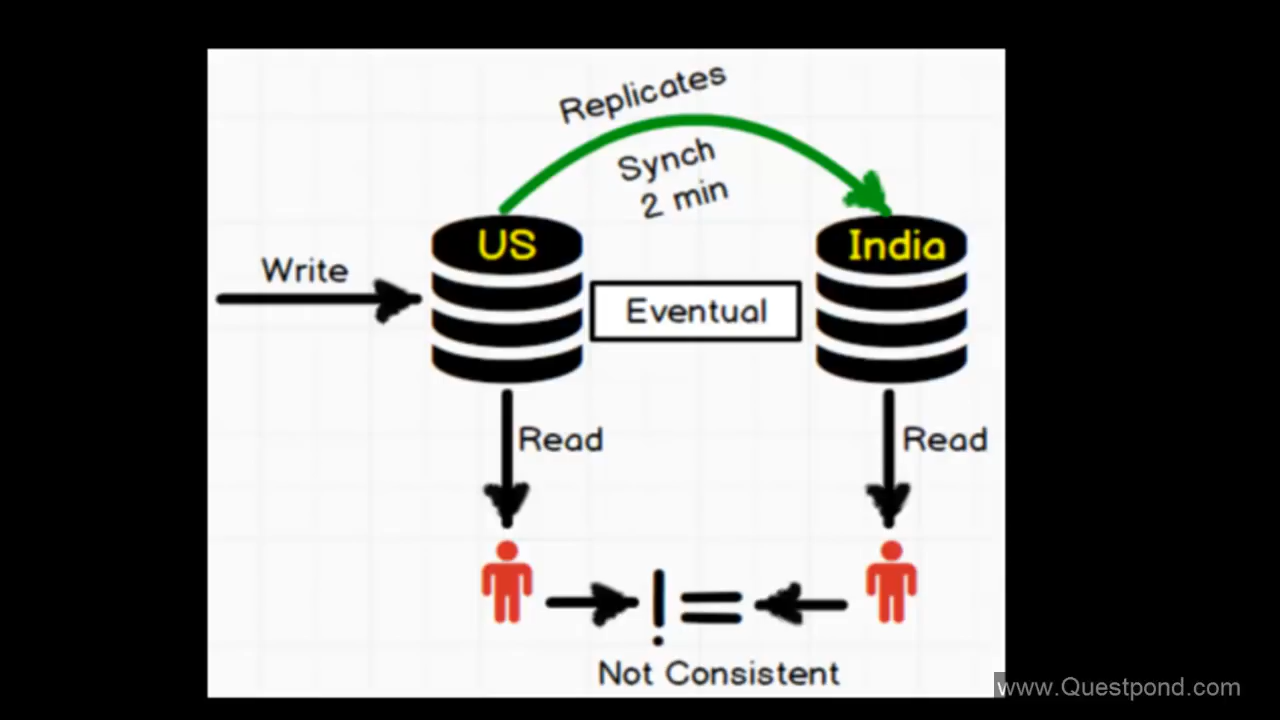 Replicates
Synch
2 min
US
India
Write
Eventual
Read
Read
!=
Not Consistent
www.Questpond.com